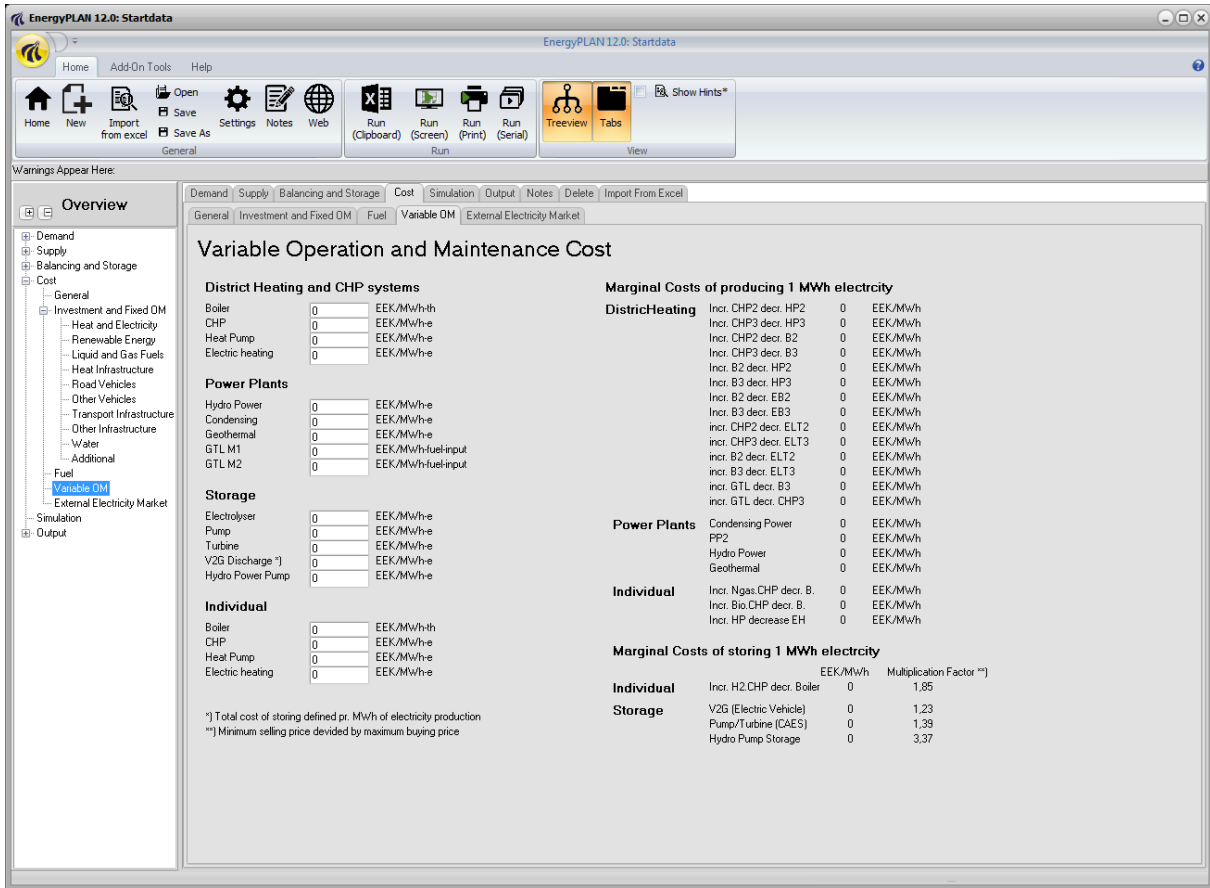 EnergyPLAN 12.0: Startdata
EnergyPLAN 12.0: Startdata
Home Add-On Tools Help
Home New Import from excel Open Save Save As Settings Notes Web Run (Clipboard) Run (Screen) Run (Print) Run (Serial) Treeview Tabs Show Hints*
General Run View
Warnings Appear Here:
Overview
Demand
Supply
Balancing and Storage
Cost
General
Investment and Fixed OM
Heat and Electricity
Renewable Energy
Liquid and Gas Fuels
Heat Infrastructure
Road Vehicles
Other Vehicles
Transport Infrastructure
Other Infrastructure
Water
Additional
Fuel
Variable OM
External Electricity Market
Simulation
Output
Demand Supply Balancing and Storage Cost Simulation Output Notes Delete Import From Excel
General Investment and Fixed OM Fuel Variable OM External Electricity Market
Variable Operation and Maintenance Cost
District Heating and CHP systems
Boiler 0 EEK/MWh-th
CHP 0 EEK/MWh-e
Heat Pump 0 EEK/MWh-e
Electric heating 0 EEK/MWh-e
Power Plants
Hydro Power 0 EEK/MWh-e
Condensing 0 EEK/MWh-e
Geothermal 0 EEK/MWh-e
GTL M1 0 EEK/MWh-fuel-input
GTL M2 0 EEK/MWh-fuel-input
Storage
Electrolyser 0 EEK/MWh-e
Pump 0 EEK/MWh-e
Turbine 0 EEK/MWh-e
V2G Discharge *) 0 EEK/MWh-e
Hydro Power Pump 0 EEK/MWh-e
Individual
Boiler 0 EEK/MWh-th
CHP 0 EEK/MWh-e
Heat Pump 0 EEK/MWh-e
Electric heating 0 EEK/MWh-e
*) Total cost of storing defined pr. MWh of electricity production
**) Minimum selling price devided by maximum buying price
Marginal Costs of producing 1 MWh electrcity
DistricHeating Incr. CHP2 decr. HP2 0 EEK/MWh
Incr. CHP3 decr. HP3 0 EEK/MWh
Incr. CHP2 decr. B2 0 EEK/MWh
Incr. CHP3 decr. B3 0 EEK/MWh
Incr. B2 decr. HP2 0 EEK/MWh
Incr. B3 decr. HP3 0 EEK/MWh
Incr. B2 decr. EB2 0 EEK/MWh
Incr. B3 decr. EB3 0 EEK/MWh
incr. CHP2 decr. ELT2 0 EEK/MWh
incr. CHP3 decr. ELT3 0 EEK/MWh
incr. B2 decr. ELT2 0 EEK/MWh
incr. B3 decr. ELT3 0 EEK/MWh
incr. GTL decr. B3 0 EEK/MWh
incr. GTL decr. CHP3 0 EEK/MWh
Power Plants Condensing Power 0 EEK/MWh
PP2 0 EEK/MWh
Hydro Power 0 EEK/MWh
Geothermal 0 EEK/MWh
Individual Incr. Ngas.CHP decr. B. 0 EEK/MWh
Incr. Bio.CHP decr. B. 0 EEK/MWh
Incr. HP decrease EH 0 EEK/MWh
Marginal Costs of storing 1 MWh electrcity
EEK/MWh Multiplication Factor **)
Individual Incr. H2.CHP decr. Boiler 0 1,85
Storage V2G (Electric Vehicle) 0 1,23
Pump/Turbine (CAES) 0 1,39
Hydro Pump Storage 0 3,37